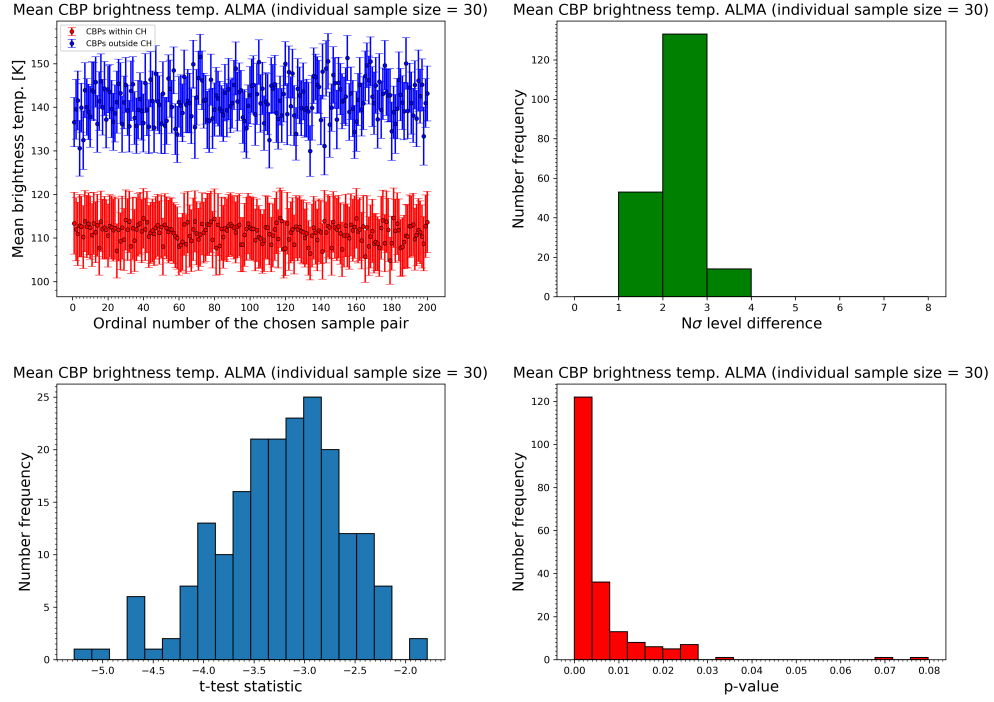 Mean CBP brightness temp. ALMA (individual sample size = 30)
CBPs within CH
CBPs outside CH
Mean brightness temp. [K]
150
140
130
120
110
100
0 20 40 60 80 100 120 140 160 180 200
Ordinal number of the chosen sample pair
Mean CBP brightness temp. ALMA (individual sample size = 30)
Number frequency
120
100
80
60
40
20
0
0 1 2 3 4 5 6 7 8
Nσ level difference
Mean CBP brightness temp. ALMA (individual sample size = 30)
Number frequency
25
20
15
10
5
0
−5.0 −4.5 −4.0 −3.5 −3.0 −2.5 −2.0
t-test statistic
Mean CBP brightness temp. ALMA (individual sample size = 30)
Number frequency
120
100
80
60
40
20
0
0.00 0.01 0.02 0.03 0.04 0.05 0.06 0.07 0.08
p-value